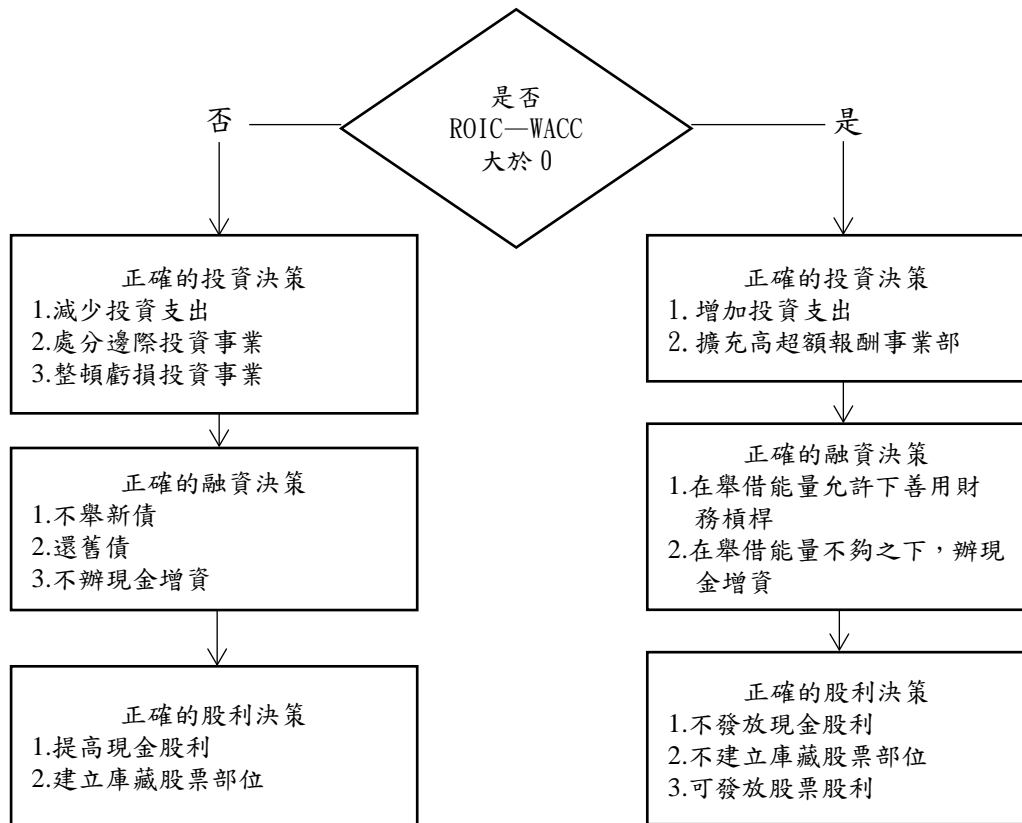 是否
ROIC—WACC
大於 0
否
是
正確的投資決策
1.減少投資支出
2.處分邊際投資事業
3.整頓虧損投資事業
正確的融資決策
1.不舉新債
2.還舊債
3.不辦現金增資
正確的股利決策
1.提高現金股利
2.建立庫藏股票部位
正確的投資決策
1.增加投資支出
2.擴充高超額報酬事業部
正確的融資決策
1.在舉借能量允許下善用財
務槓桿
2.在舉借能量不夠之下，辦現
金增資
正確的股利決策
1.不發放現金股利
2.不建立庫藏股票部位
3.可發放股票股利